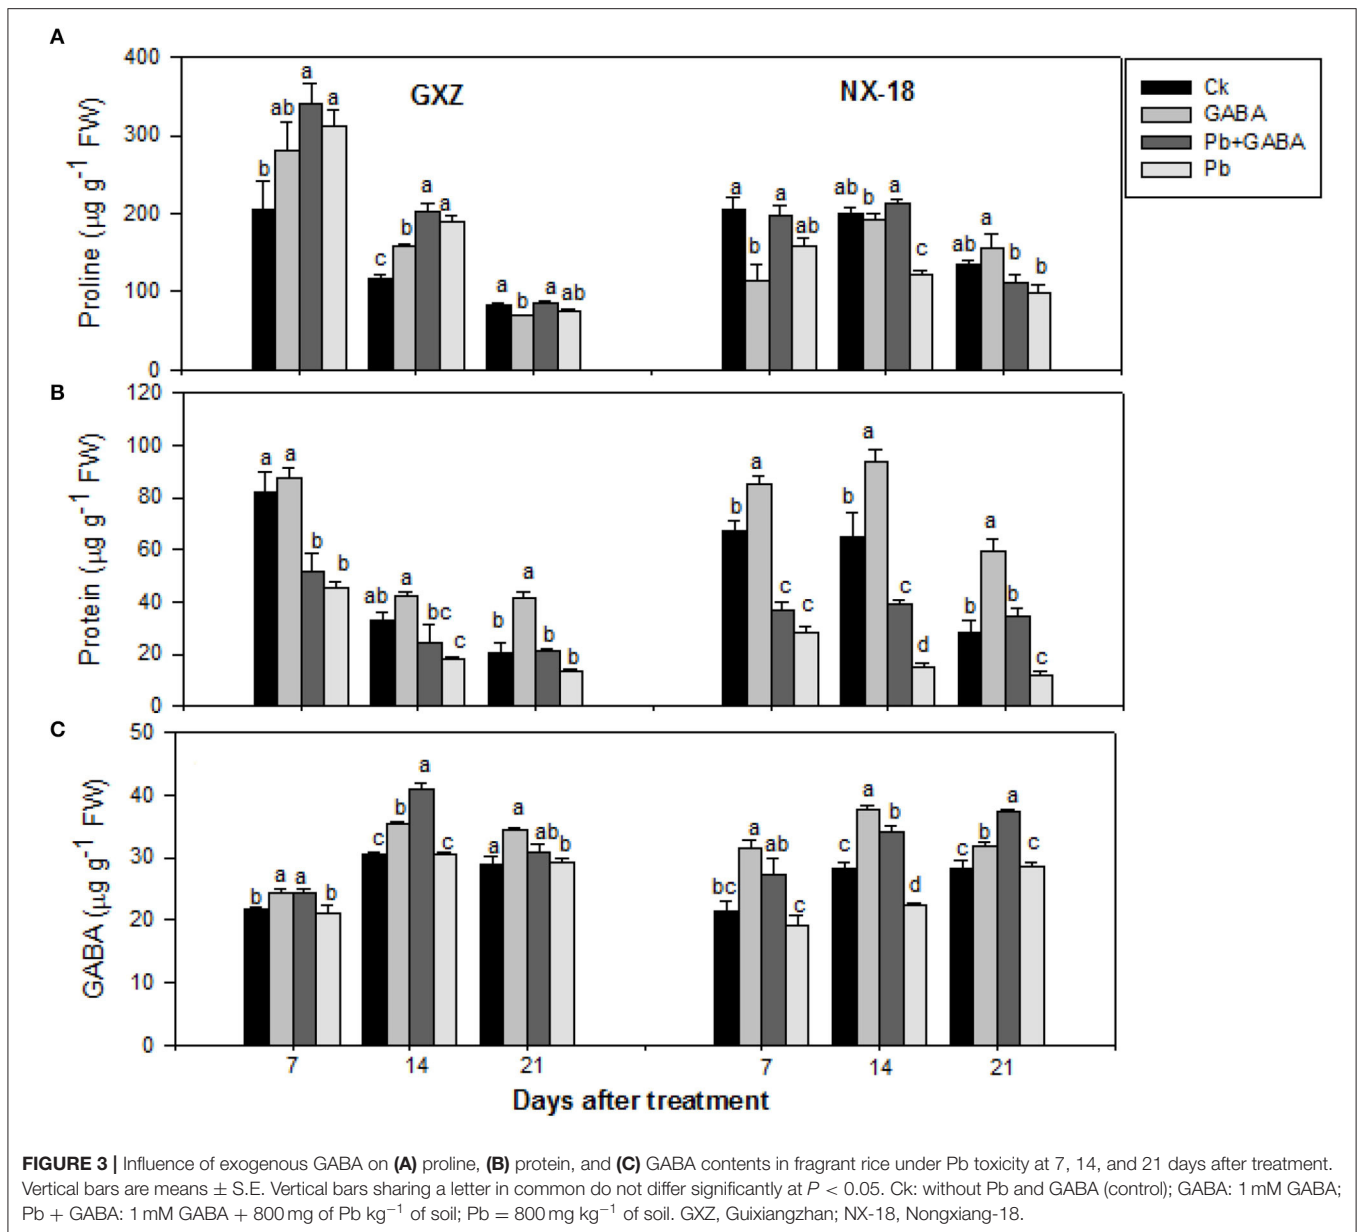 A
400
300
200
100
0
Proline (µg g⁻¹ FW)
GXZ
NX-18
b ab a a
c b a a
a b a ab
a b a ab
ab b a c
ab a b b
Ck
GABA
Pb+GABA
Pb
B
120
100
80
60
40
20
0
Protein (µg g⁻¹ FW)
a a b b
ab a bc c
b a b b
b a c c
b a c d
b a b c
C
50
40
30
20
10
0
GABA (µg g⁻¹ FW)
b a a b
c b a c
a a ab b
bc a ab c
c a b d
c b a c
7 14 21 7 14 21
Days after treatment
FIGURE 3 | Influence of exogenous GABA on (A) proline, (B) protein, and (C) GABA contents in fragrant rice under Pb toxicity at 7, 14, and 21 days after treatment.
Vertical bars are means ± S.E. Vertical bars sharing a letter in common do not differ significantly at P < 0.05. Ck: without Pb and GABA (control); GABA: 1 mM GABA;
Pb + GABA: 1 mM GABA + 800 mg of Pb kg⁻¹ of soil; Pb = 800 mg kg⁻¹ of soil. GXZ, Guixiangzhan; NX-18, Nongxiang-18.